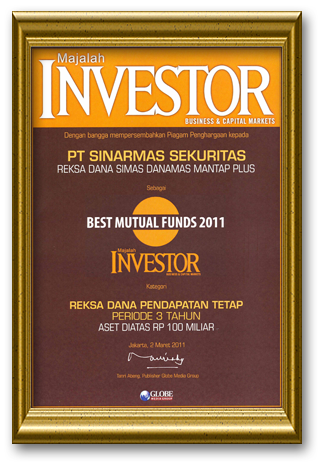 Majalah
INVESTOR
BUSINESS & CAPITAL MARKETS
Dengan bangga mempersembahkan Piagam Penghargaan kepada
PT SINARMAS SEKURITAS
REKSA DANA SIMAS DANAMAS MANTAP PLUS
Sebagai
BEST MUTUAL FUNDS 2011
Majalah
INVESTOR
BUSINESS & CAPITAL MARKETS
Kategori
REKSA DANA PENDAPATAN TETAP
PERIODE 3 TAHUN
ASET DIATAS RP 100 MILIAR
Jakarta, 2 Maret 2011
Tanri Abeng, Publisher Globe Media Group
GLOBE
MEDIA GROUP